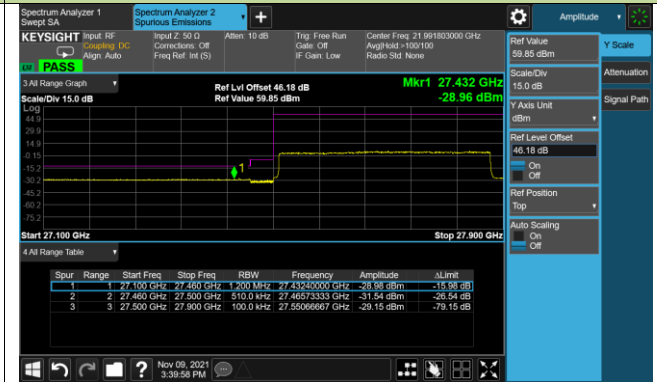 Spectrum Analyzer 1
Swept SA
Spectrum Analyzer 2
Spurious Emissions
+
Amplitude
KEYSIGHT
Input: RF
Coupling: DC
Align: Auto
Input Z: 50 Ω
Corrections: Off
Freq Ref: Int (S)
Atten: 10 dB
Trig: Free Run
Gate: Off
IF Gain: Low
Center Freq: 21.991803000 GHz
Avg|Hold:>100/100
Radio Std: None
PASS
3 All Range Graph
Scale/Div 15.0 dB
Ref Lvl Offset 46.18 dB
Ref Value 59.85 dBm
Mkr1 27.432 GHz
-28.96 dBm
Log
44.9
29.9
14.9
-0.15
-15.2
-30.2
-45.2
-60.2
-75.2
1
Start 27.100 GHz
Stop 27.900 GHz
4 All Range Table
Spur Range Start Freq Stop Freq RBW Frequency Amplitude ΔLimit
1 1 27.100 GHz 27.460 GHz 1.200 MHz 27.43240000 GHz -28.98 dBm -15.98 dB
2 2 27.460 GHz 27.500 GHz 510.0 kHz 27.46573333 GHz -31.54 dBm -26.54 dB
3 3 27.500 GHz 27.900 GHz 100.0 kHz 27.55066667 GHz -29.15 dBm -79.15 dB
Ref Value
59.85 dBm
Scale/Div
15.0 dB
Y Axis Unit
dBm
Ref Level Offset
46.18 dB
On
Off
Ref Position
Top
Auto Scaling
On
Off
Y Scale
Attenuation
Signal Path
?
Nov 09, 2021
3:39:58 PM